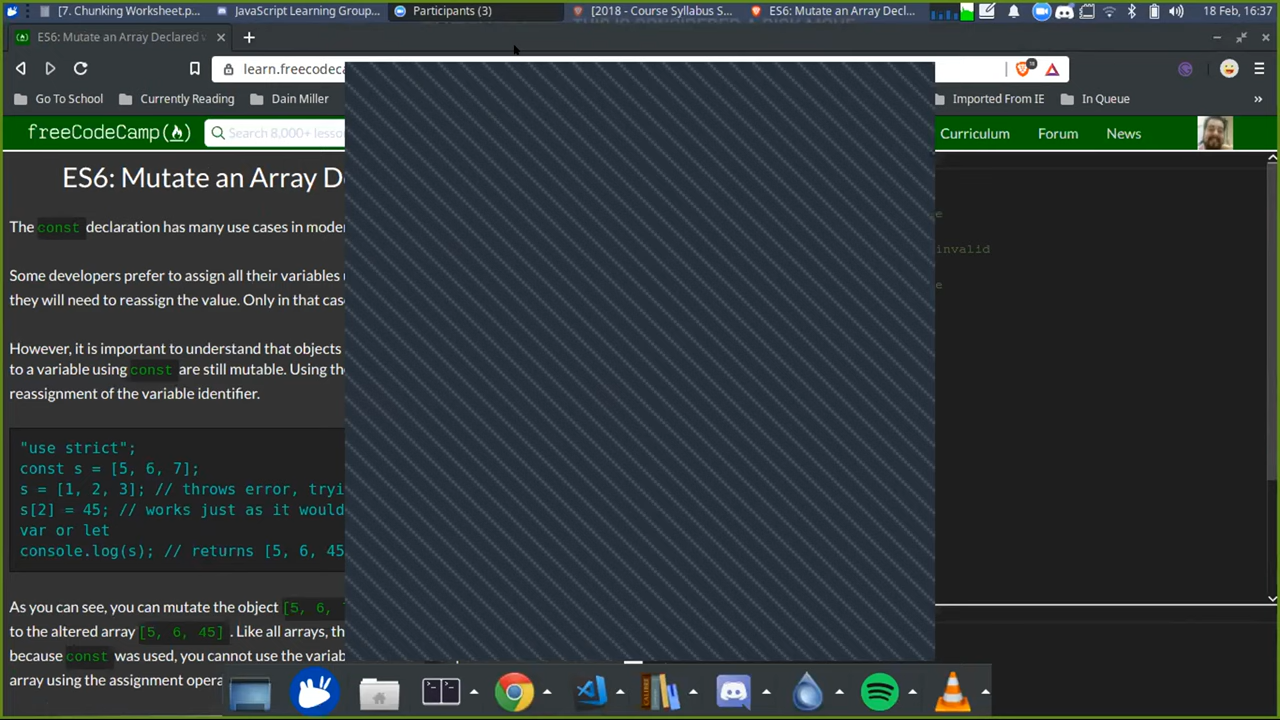 [7. Chunking Worksheet.p...
JavaScript Learning Group...
Participants (3)
[2018 - Course Syllabus S...
ES6: Mutate an Array Decl...
18 Feb, 16:37
ES6: Mutate an Array Declared
learn.freecodeca
18
Go To School
Currently Reading
Dain Miller
Imported From IE
In Queue
»
freeCodeCamp
Search 8,000+ lesso
Curriculum
Forum
News
ES6: Mutate an Array D
The const declaration has many use cases in moder
Some developers prefer to assign all their variables
they will need to reassign the value. Only in that cas
However, it is important to understand that objects
to a variable using const are still mutable. Using the
reassignment of the variable identifier.
"use strict";
const s = [5, 6, 7];
s = [1, 2, 3]; // throws error, tryi
s[2] = 45; // works just as it would
var or let
console.log(s); // returns [5, 6, 45
As you can see, you can mutate the object [5, 6,
to the altered array [5, 6, 45] . Like all arrays, th
because const was used, you cannot use the variab
array using the assignment opera
e
invalid
e